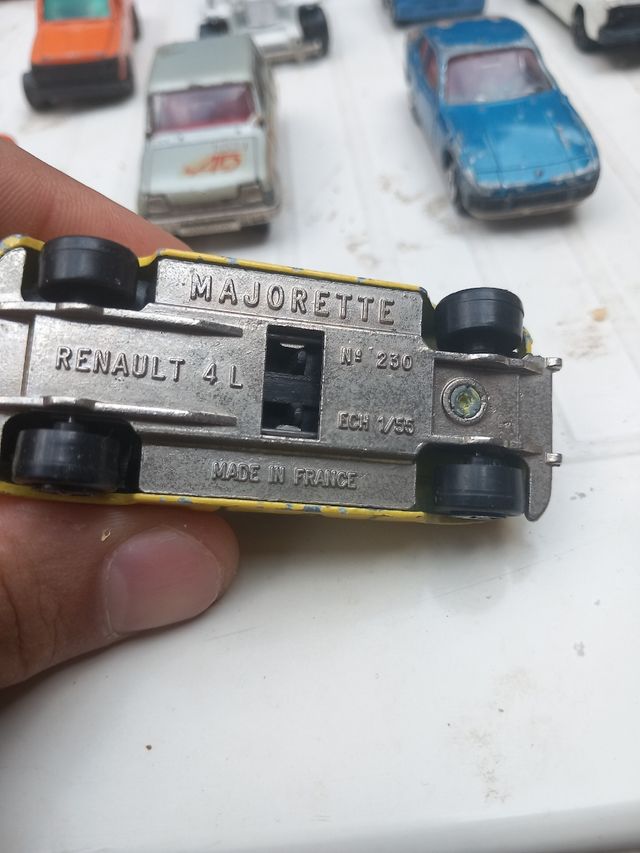 MAJORETTE
RENAULT 4 L
Nº 230
ECH 1/55
MADE IN FRANCE